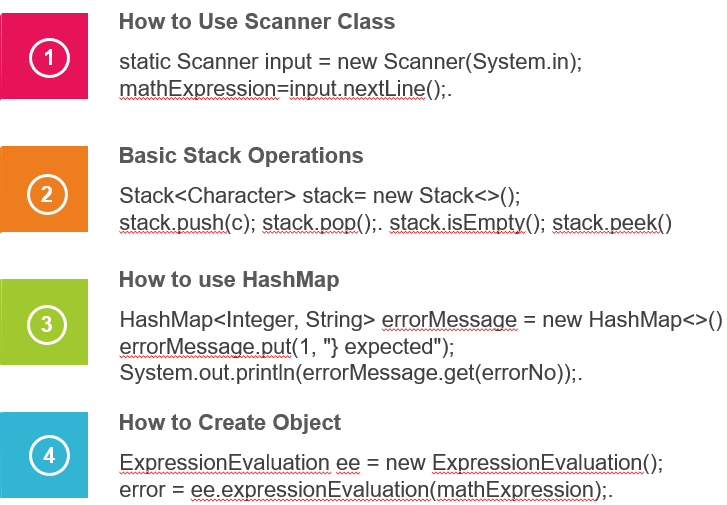 1
How to Use Scanner Class
static Scanner input = new Scanner(System.in);
mathExpression=input.nextLine();.
2
Basic Stack Operations
Stack<Character> stack= new Stack<>();
stack.push(c); stack.pop();. stack.isEmpty(); stack.peek()
3
How to use HashMap
HashMap<Integer, String> errorMessage = new HashMap<>()
errorMessage.put(1, "} expected");
System.out.println(errorMessage.get(errorNo));.
4
How to Create Object
ExpressionEvaluation ee = new ExpressionEvaluation();
error = ee.expressionEvaluation(mathExpression);.